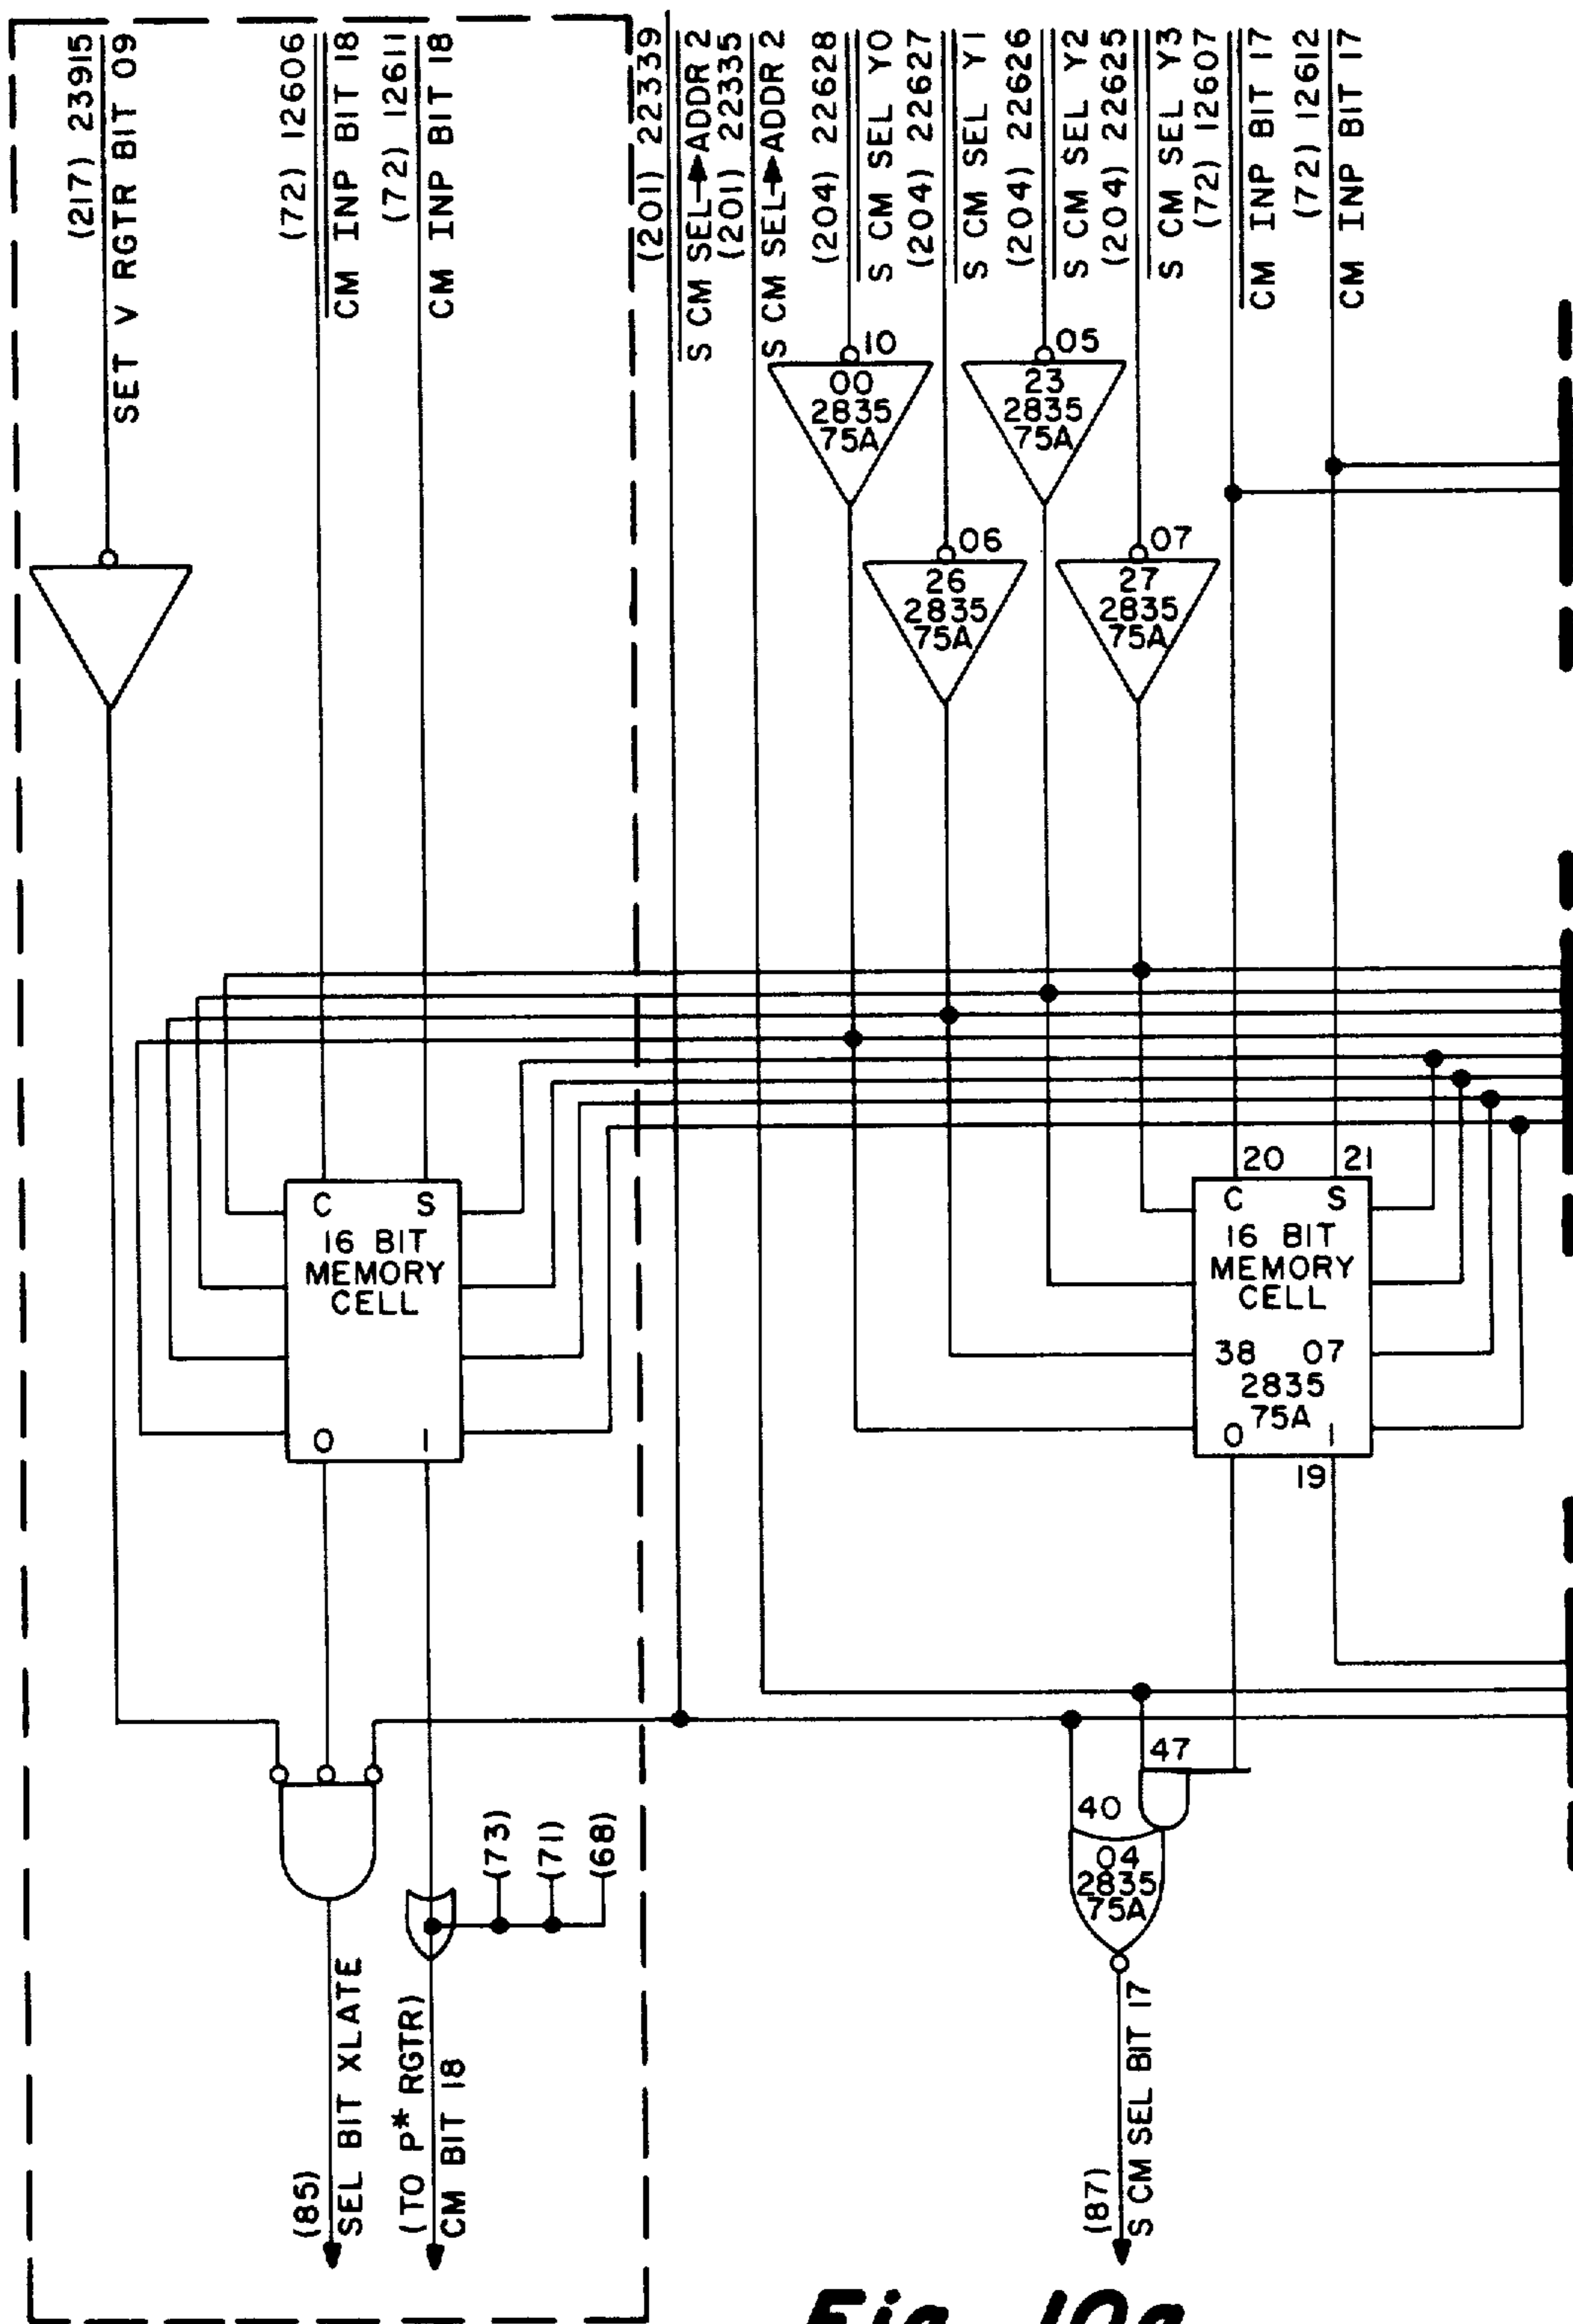 (217) 23915
SET V RGTR BIT 09
(72) 12606
CM INP BIT 18
(72) 12611
CM INP BIT 18
(201) 22339
S CM SEL→ADDR 2
(201) 22335
S CM SEL→ADDR 2
(204) 22628
S CM SEL Y0
(204) 22627
S CM SEL Y1
(204) 22626
S CM SEL Y2
(204) 22625
S CM SEL Y3
(72) 12607
CM INP BIT 17
(72) 12612
CM INP BIT 17
10
00
2835
75A
05
23
2835
75A
06
26
2835
75A
07
27
2835
75A
C S
16 BIT
MEMORY
CELL
0 1
20 21
C S
16 BIT
MEMORY
CELL
38 07
2835
75A
0 1
19
47
40
04
2835
75A
(73)
(71)
(68)
(85)
SEL BIT XLATE
(TO P* RGTR)
CM BIT 18
(87)
S CM SEL BIT 17
Fig. 10a